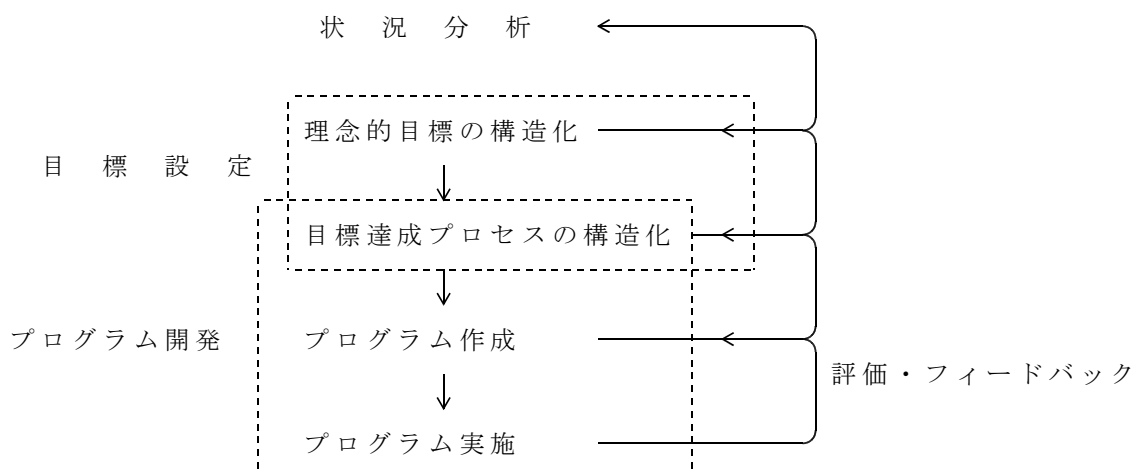 状況分析
理念的目標の構造化
目標設定
目標達成プロセスの構造化
プログラム開発
プログラム作成
評価・フィードバック
プログラム実施